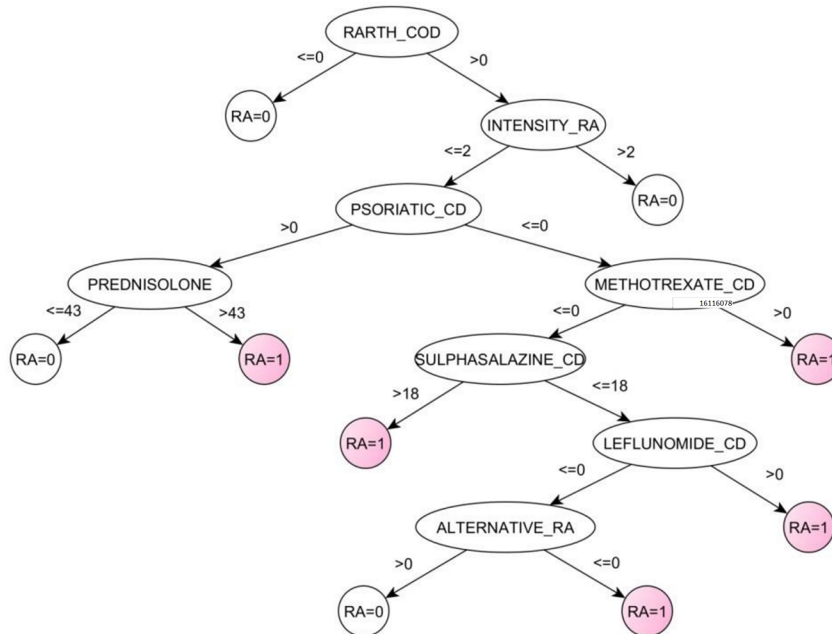 RARTH_COD
<=0
>0
RA=0
INTENSITY_RA
<=2
>2
RA=0
PSORIATIC_CD
>0
<=0
PREDNISOLONE
METHOTREXATE_CD
16116078
<=43
>43
<=0
>0
RA=0
RA=1
SULPHASALAZINE_CD
RA=1
>18
<=18
RA=1
LEFLUNOMIDE_CD
<=0
>0
ALTERNATIVE_RA
RA=1
>0
<=0
RA=0
RA=1